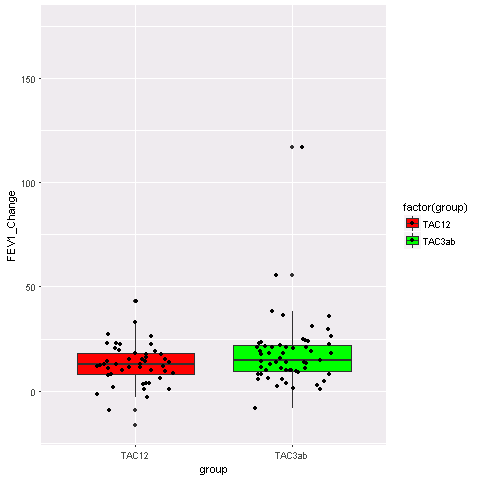 FEV1_Change
150
100
50
0
TAC12
TAC3ab
group
factor(group)
TAC12
TAC3ab